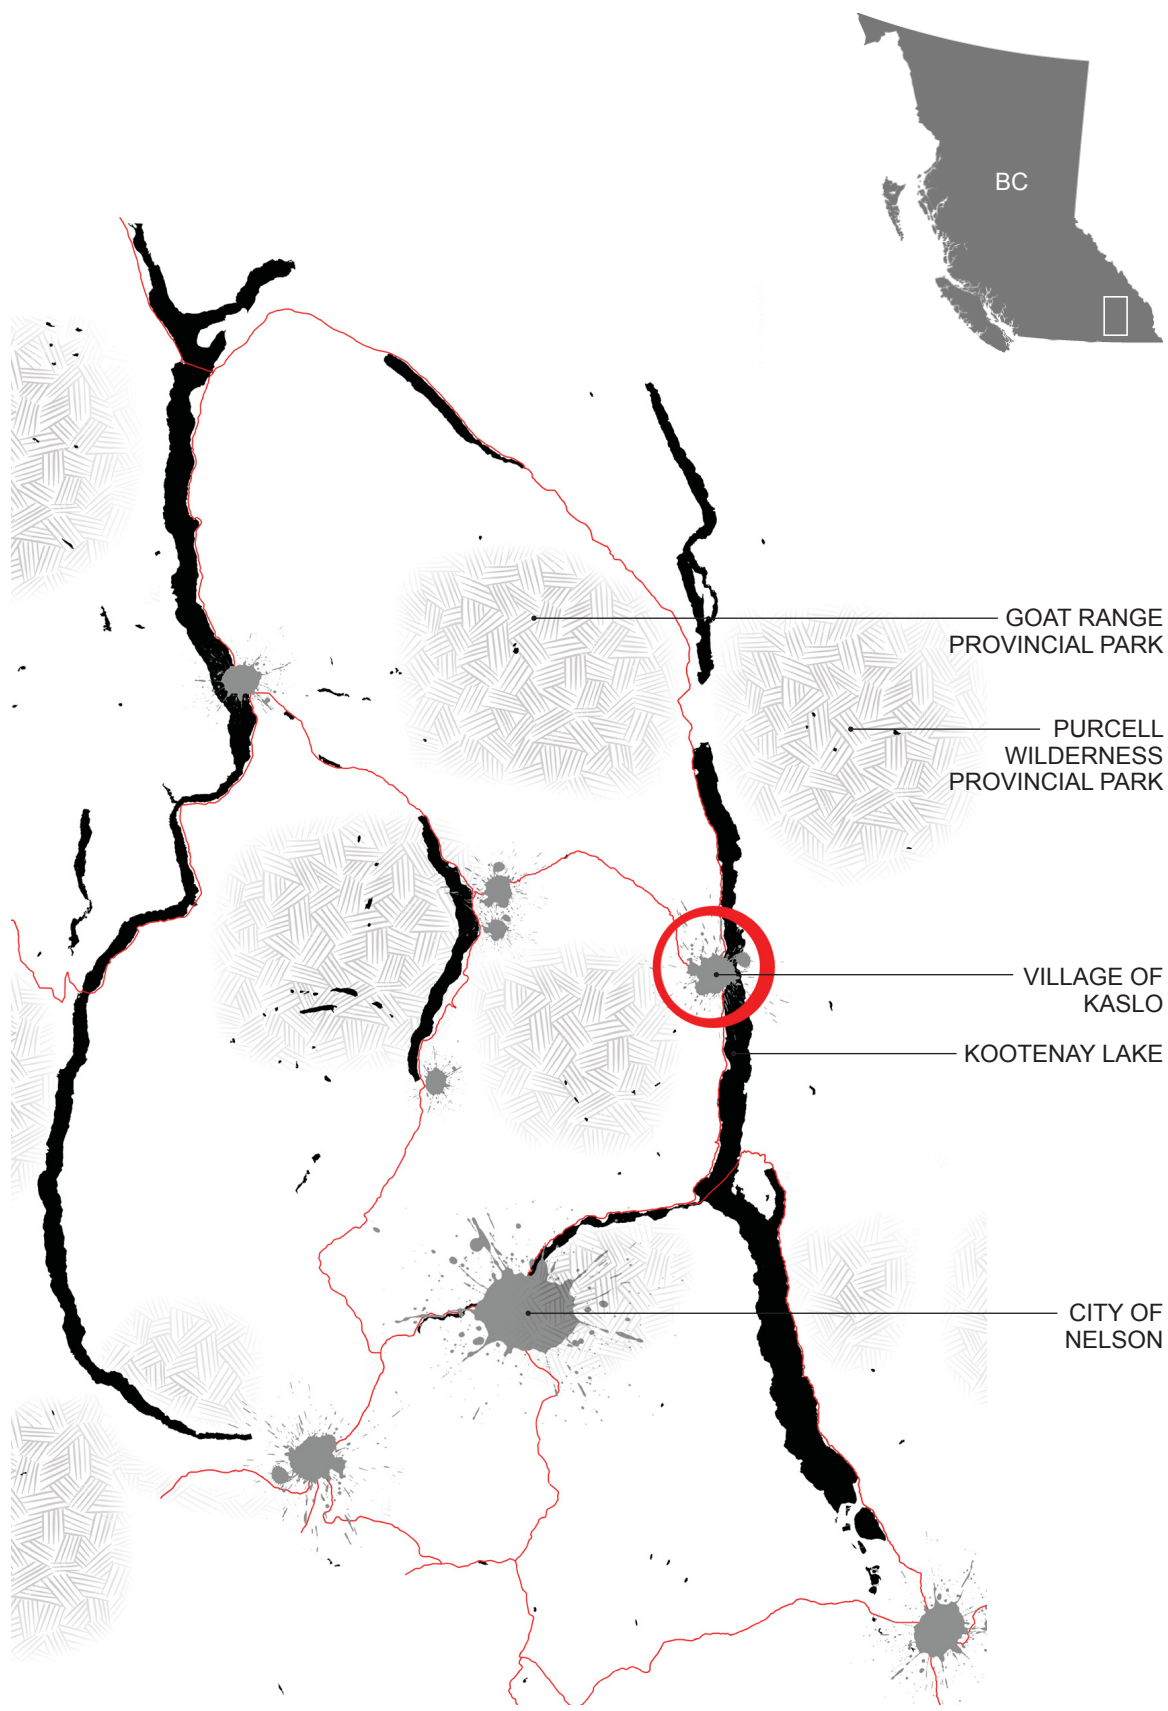 BC
GOAT RANGE
PROVINCIAL PARK
PURCELL
WILDERNESS
PROVINCIAL PARK
VILLAGE OF
KASLO
KOOTENAY LAKE
CITY OF
NELSON